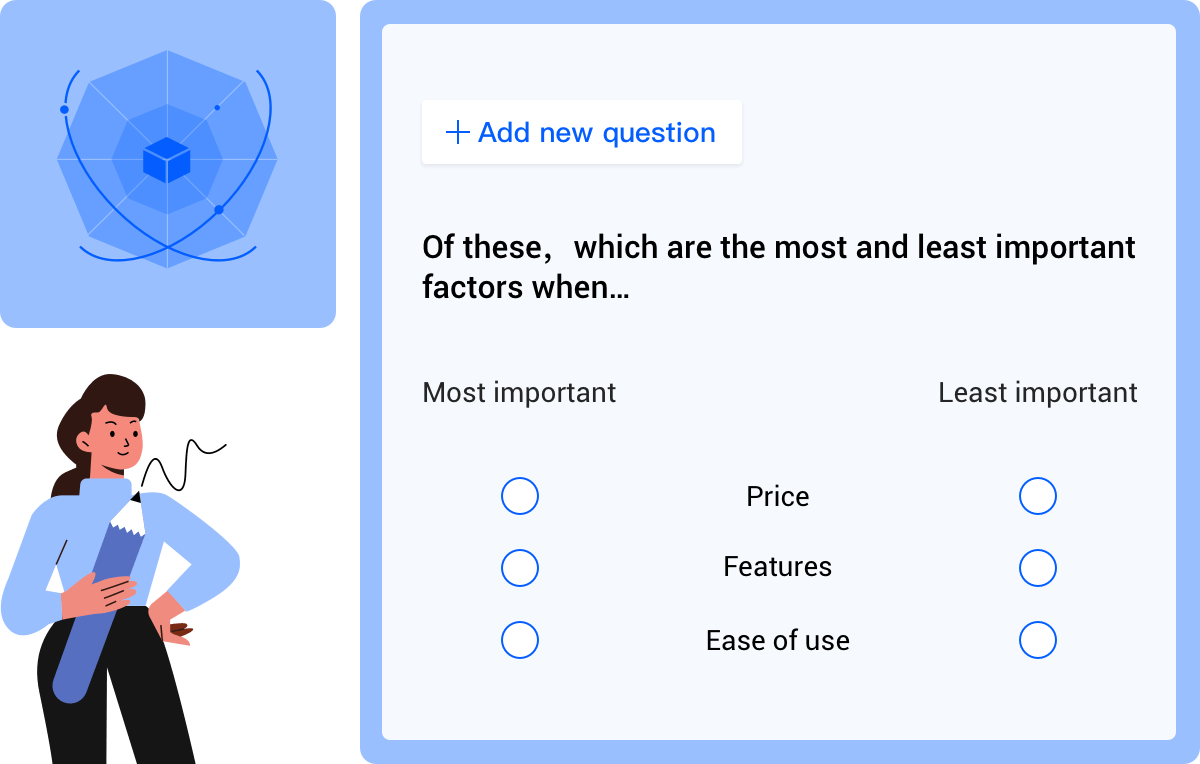 + Add new question
Of these， which are the most and least important
factors when...
Most important
Least important
Price
Features
Ease of use